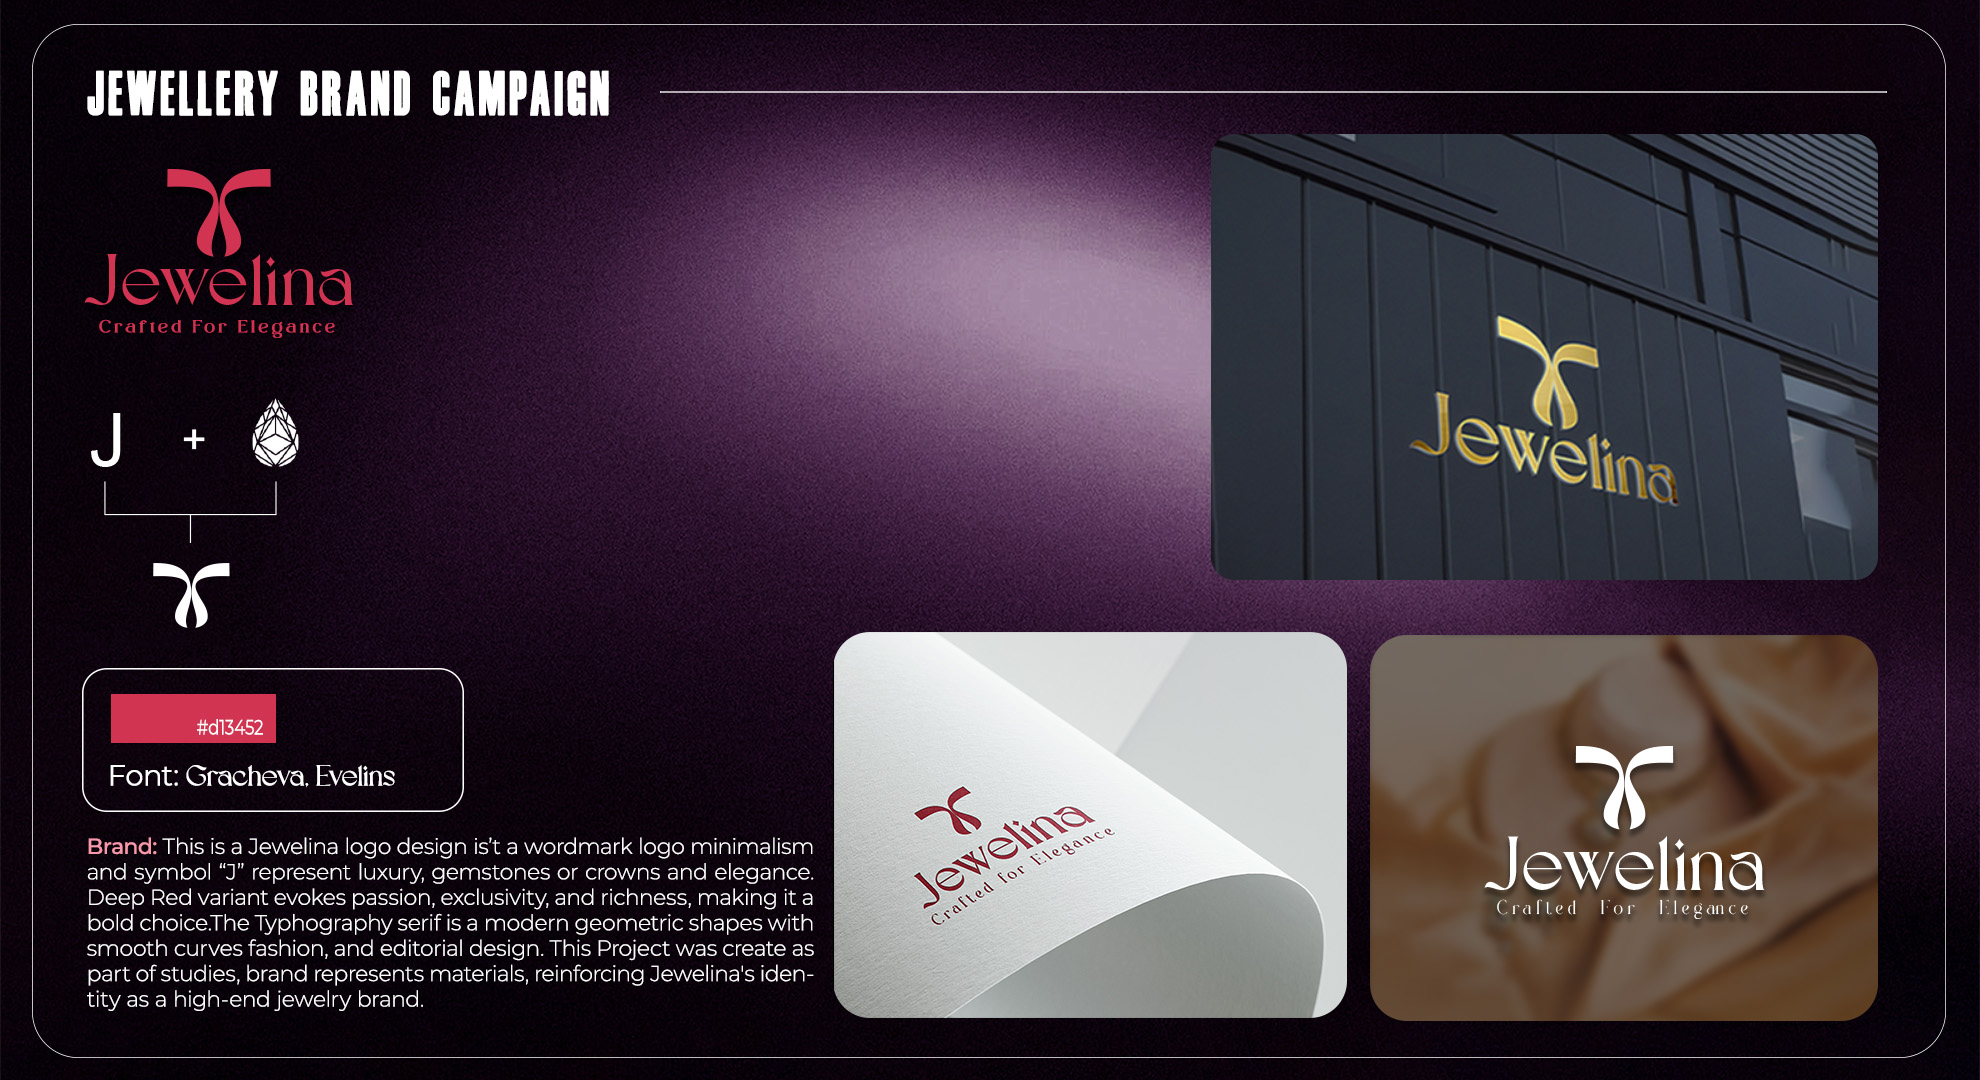 JEWELLERY BRAND CAMPAIGN
Jewelina
Crafted For Elegance
J + 
#d13452
Font: Gracheva, Evelins
Brand: This is a Jewelina logo design is't a wordmark logo minimalism
and symbol “J” represent luxury, gemstones or crowns and elegance.
Deep Red variant evokes passion, exclusivity, and richness, making it a
bold choice.The Typhography serif is a modern geometric shapes with
smooth curves fashion, and editorial design. This Project was create as
part of studies, brand represents materials, reinforcing Jewelina's iden-
tity as a high-end jewelry brand.
Jewelina
Jewelina
Crafted for Elegance
Jewelina
Crafted For Elegance